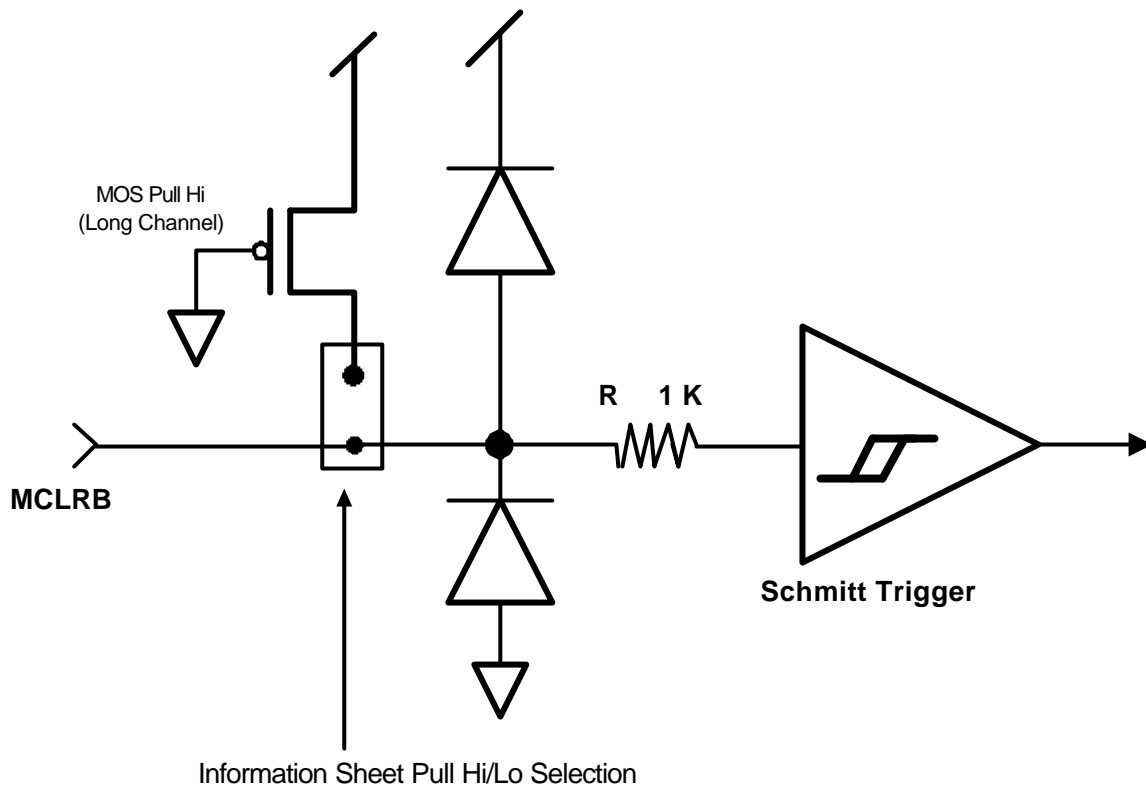 MOS Pull Hi
(Long Channel)
R 1 K
MCLRB
Schmitt Trigger
Information Sheet Pull Hi/Lo Selection